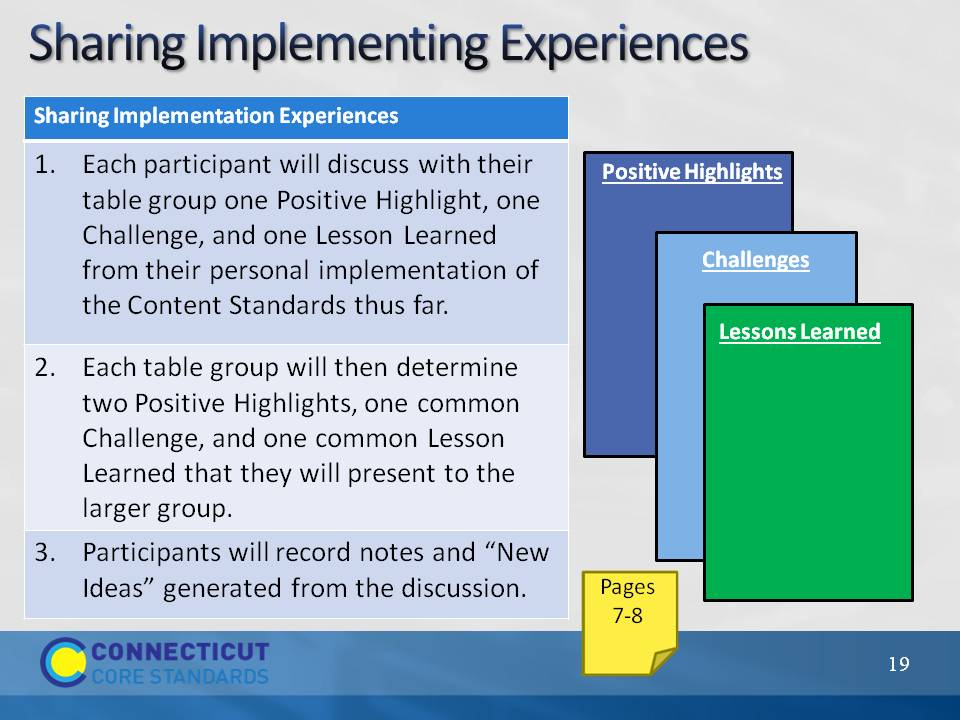 Sharing Implementing Experiences
Sharing Implementation Experiences
1. Each participant will discuss with their
table group one Positive Highlight, one
Challenge, and one Lesson Learned
from their personal implementation of
the Content Standards thus far.
2. Each table group will then determine
two Positive Highlights, one common
Challenge, and one common Lesson
Learned that they will present to the
larger group.
3. Participants will record notes and “New
Ideas” generated from the discussion.
Positive Highlights
Challenges
Lessons Learned
Pages
7-8
CONNECTICUT
CORE STANDARDS
19